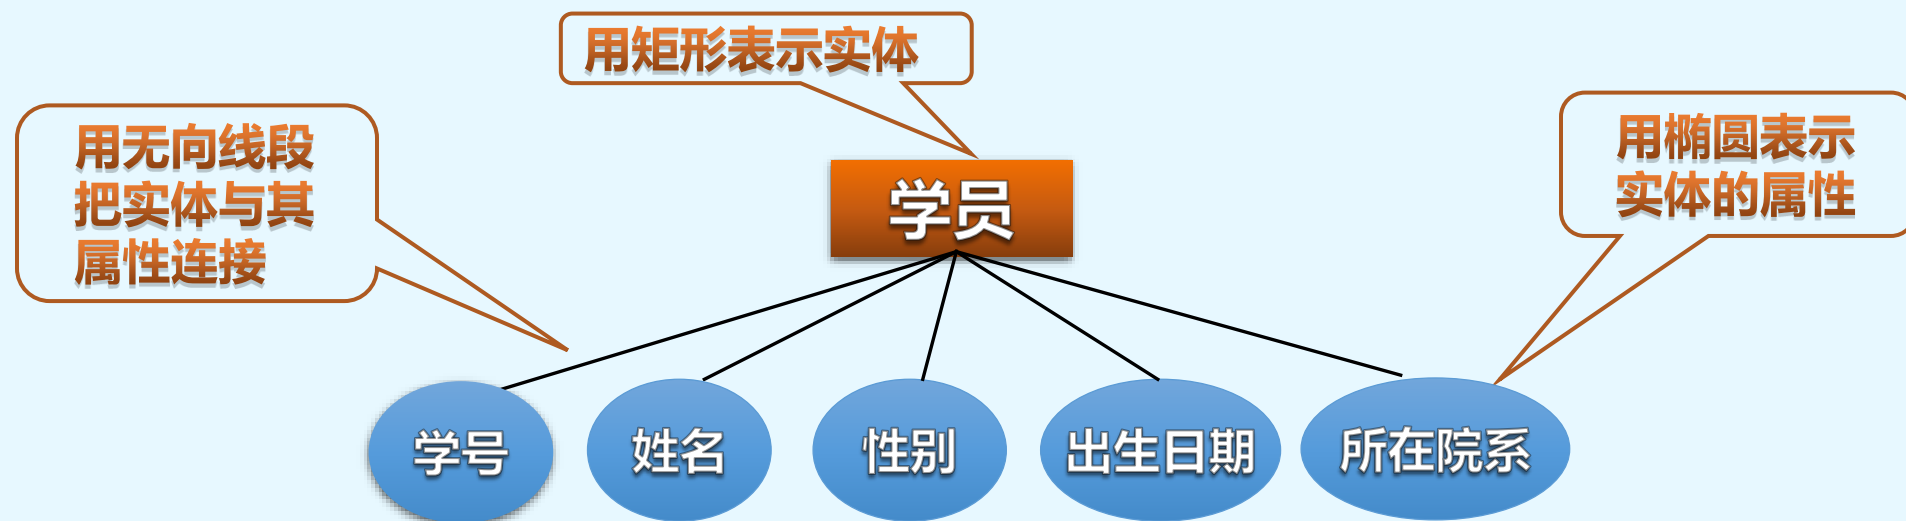 用矩形表示实体
用无向线段
把实体与其
属性连接
用椭圆表示
实体的属性
学员
学号
姓名
性别
出生日期
所在院系